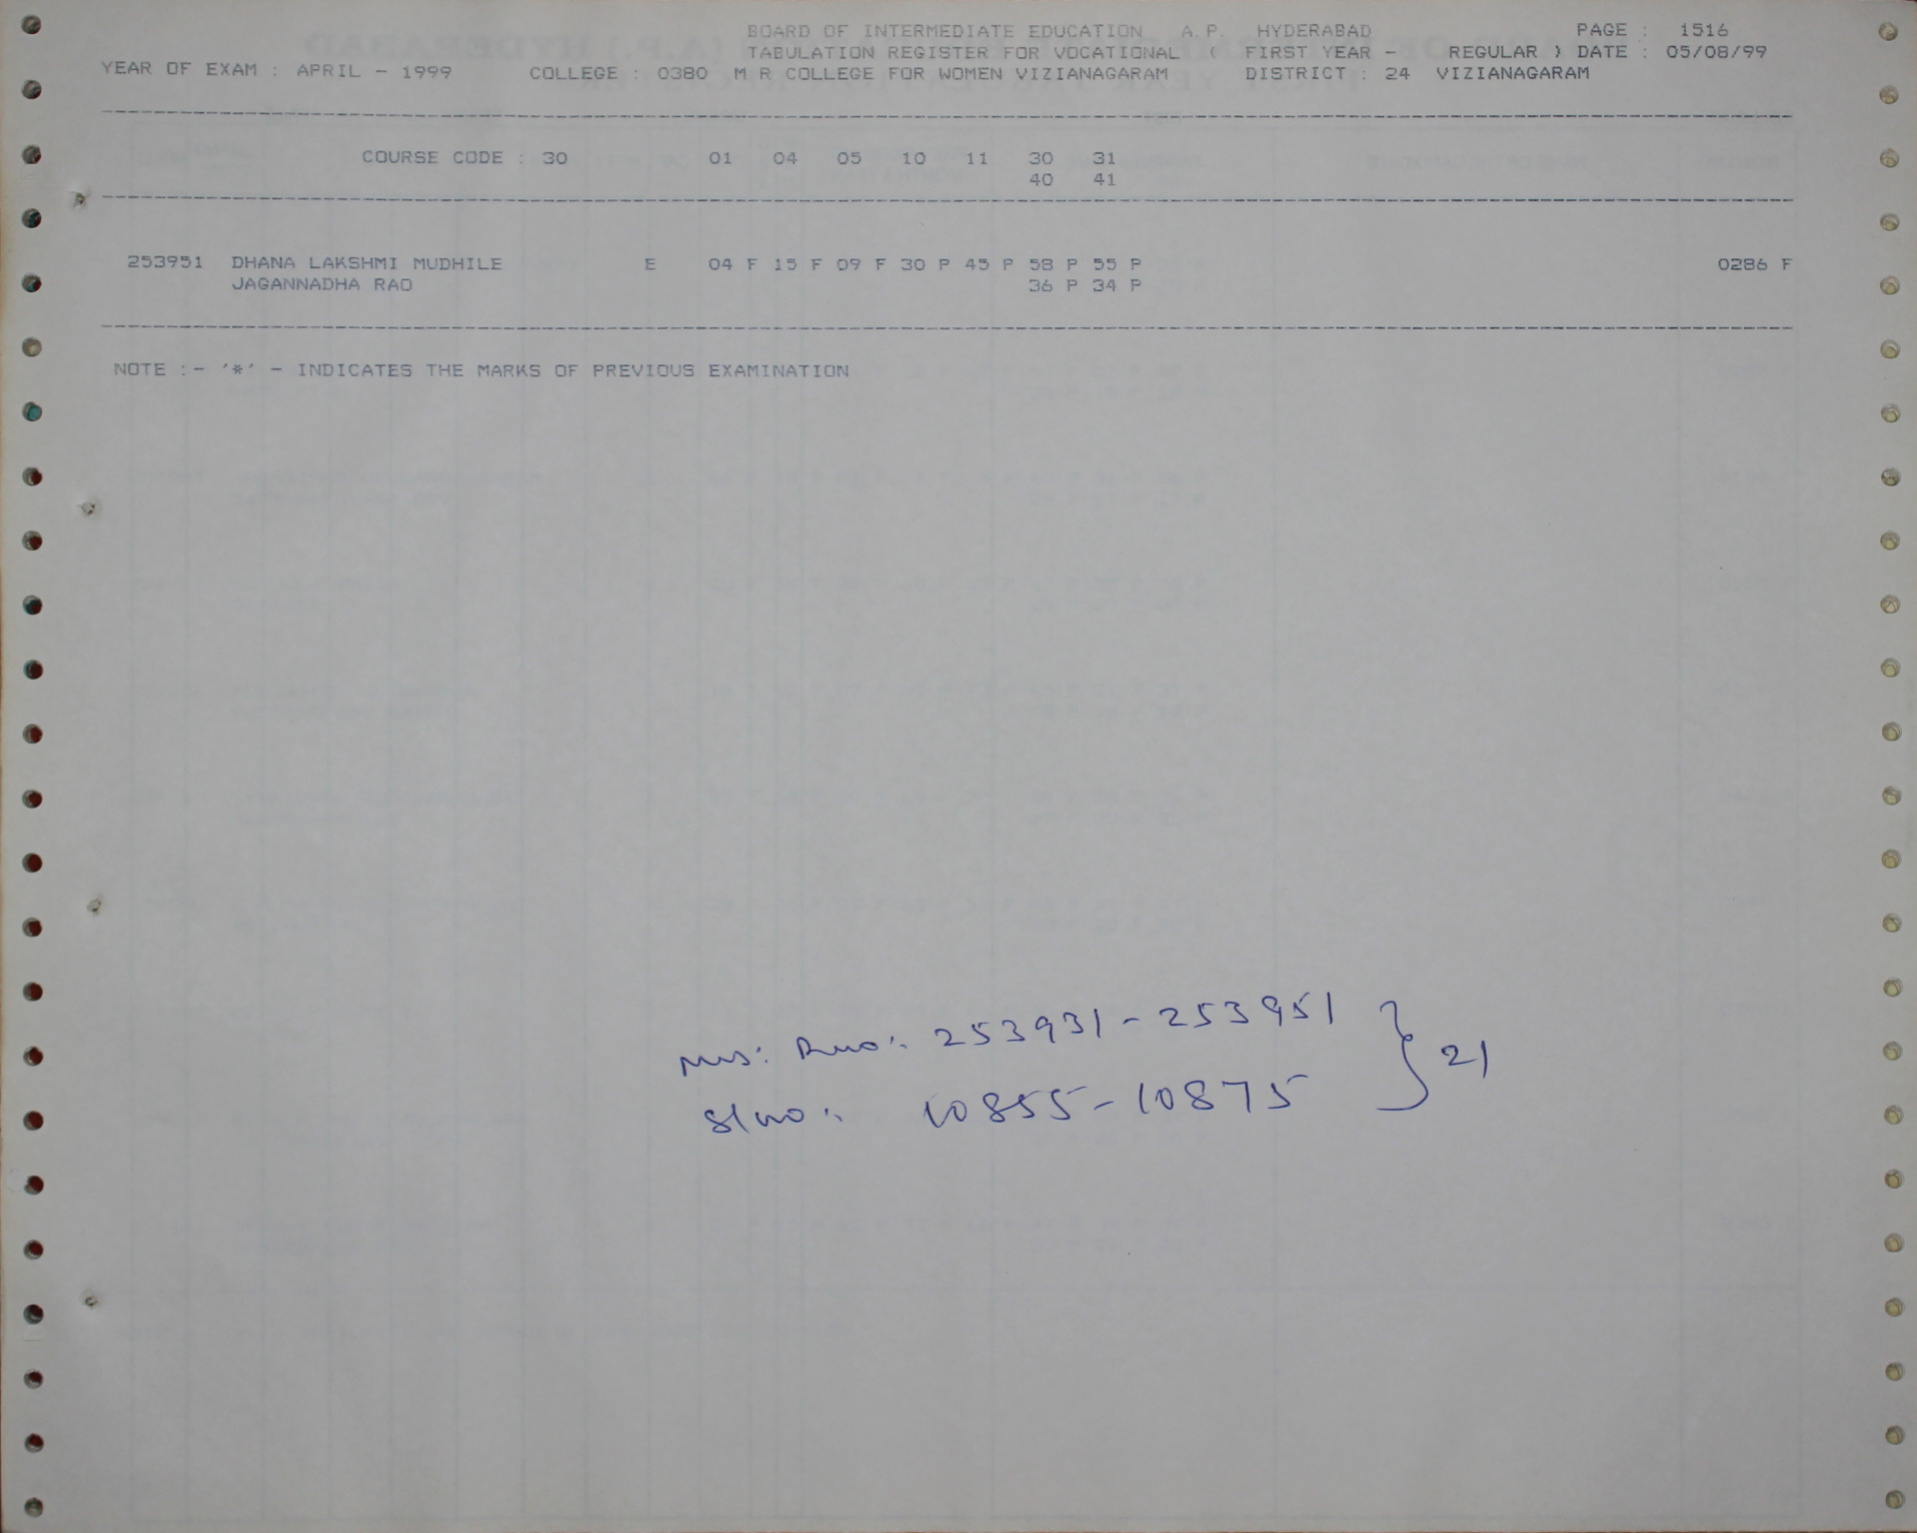 BOARD OF INTERMEDIATE EDUCATION A.P. HYDERABAD PAGE : 1516
TABULATION REGISTER FOR VOCATIONAL ( FIRST YEAR - REGULAR ) DATE : 05/08/99
YEAR OF EXAM : APRIL - 1999 COLLEGE : 0380 M R COLLEGE FOR WOMEN VIZIANAGARAM DISTRICT : 24 VIZIANAGARAM
COURSE CODE : 30 01 04 05 10 11 30 31
40 41
253951 DHANA LAKSHMI MUDHILE E 04 F 15 F 09 F 30 P 45 P 58 P 55 P 0286 F
JAGANNADHA RAO 36 P 34 P
NOTE :- '*' - INDICATES THE MARKS OF PREVIOUS EXAMINATION
253931-253951
Slno: 10855-10875 } 21